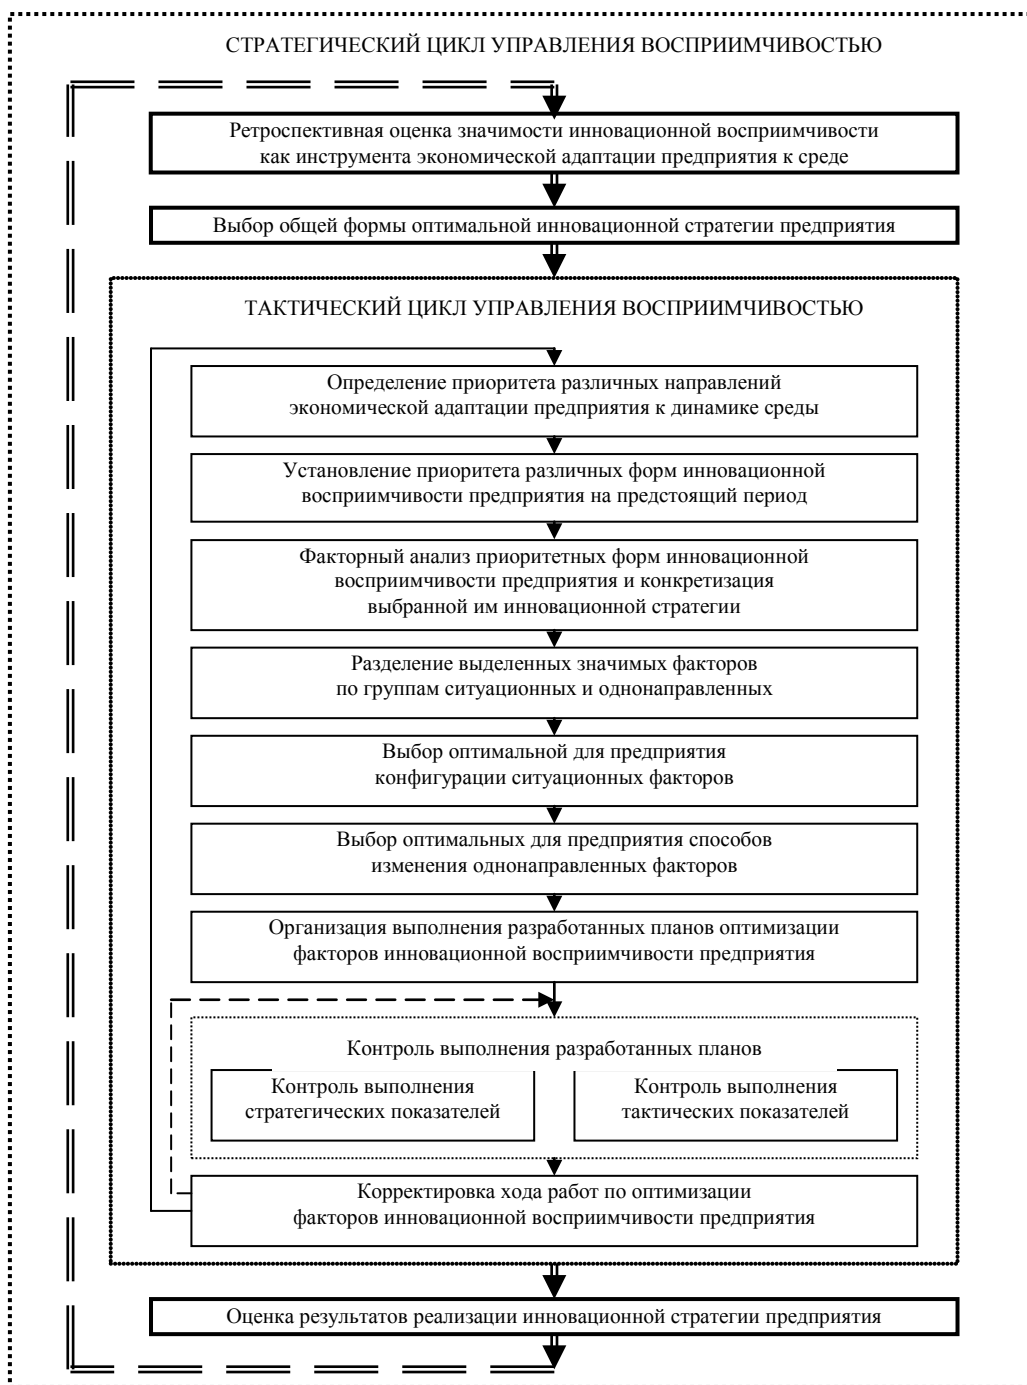 СТРАТЕГИЧЕСКИЙ ЦИКЛ УПРАВЛЕНИЯ ВОСПРИИМЧИВОСТЬЮ
Ретроспективная оценка значимости инновационной восприимчивости
как инструмента экономической адаптации предприятия к среде
Выбор общей формы оптимальной инновационной стратегии предприятия
ТАКТИЧЕСКИЙ ЦИКЛ УПРАВЛЕНИЯ ВОСПРИИМЧИВОСТЬЮ
Определение приоритета различных направлений
экономической адаптации предприятия к динамике среды
Установление приоритета различных форм инновационной
восприимчивости предприятия на предстоящий период
Факторный анализ приоритетных форм инновационной
восприимчивости предприятия и конкретизация
выбранной им инновационной стратегии
Разделение выделенных значимых факторов
по группам ситуационных и однонаправленных
Выбор оптимальной для предприятия
конфигурации ситуационных факторов
Выбор оптимальных для предприятия способов
изменения однонаправленных факторов
Организация выполнения разработанных планов оптимизации
факторов инновационной восприимчивости предприятия
Контроль выполнения разработанных планов
Контроль выполнения
стратегических показателей
Контроль выполнения
тактических показателей
Корректировка хода работ по оптимизации
факторов инновационной восприимчивости предприятия
Оценка результатов реализации инновационной стратегии предприятия